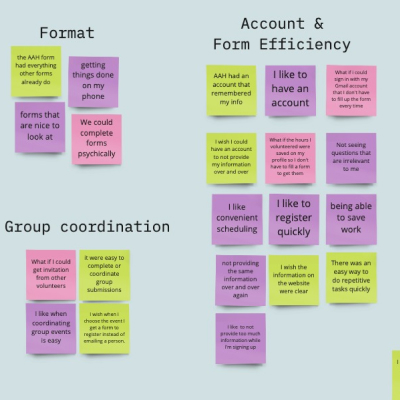 Format
the AAH form
had everything
other forms
already do
getting
things done
on my
phone
forms that
are nice to
look at
We could
complete
forms
psychically
Account &
Form Efficiency
AAH had an
account that
remembered
my info
I like to
have an
account
What if I could
sign in with my
Gmail account
that I don't have
to fill up the form
every time
I wish I could
have an account
to not provide
my information
over and over
What if the hours I
volunteered were
saved on my
profile so I don't
have to fill a form
to get them
Not seeing
questions that
are irrelevant
to me
I like
convenient
scheduling
I like to
register
quickly
being able
to save
work
not providing
the same
information
over and over
again
I wish the
information on
the website
were clear
There was an
easy way to
do repetitive
tasks quickly
I like to not
provide too much
information while
I'm signing up
Group coordination
What if I could
get invitation
from other
volunteers
it were easy to
complete or
coordinate
group
submissions
I like when
coordinating
group events
is easy
I wish when I
choose the event I
get a form to
register instead of
emailing a person.